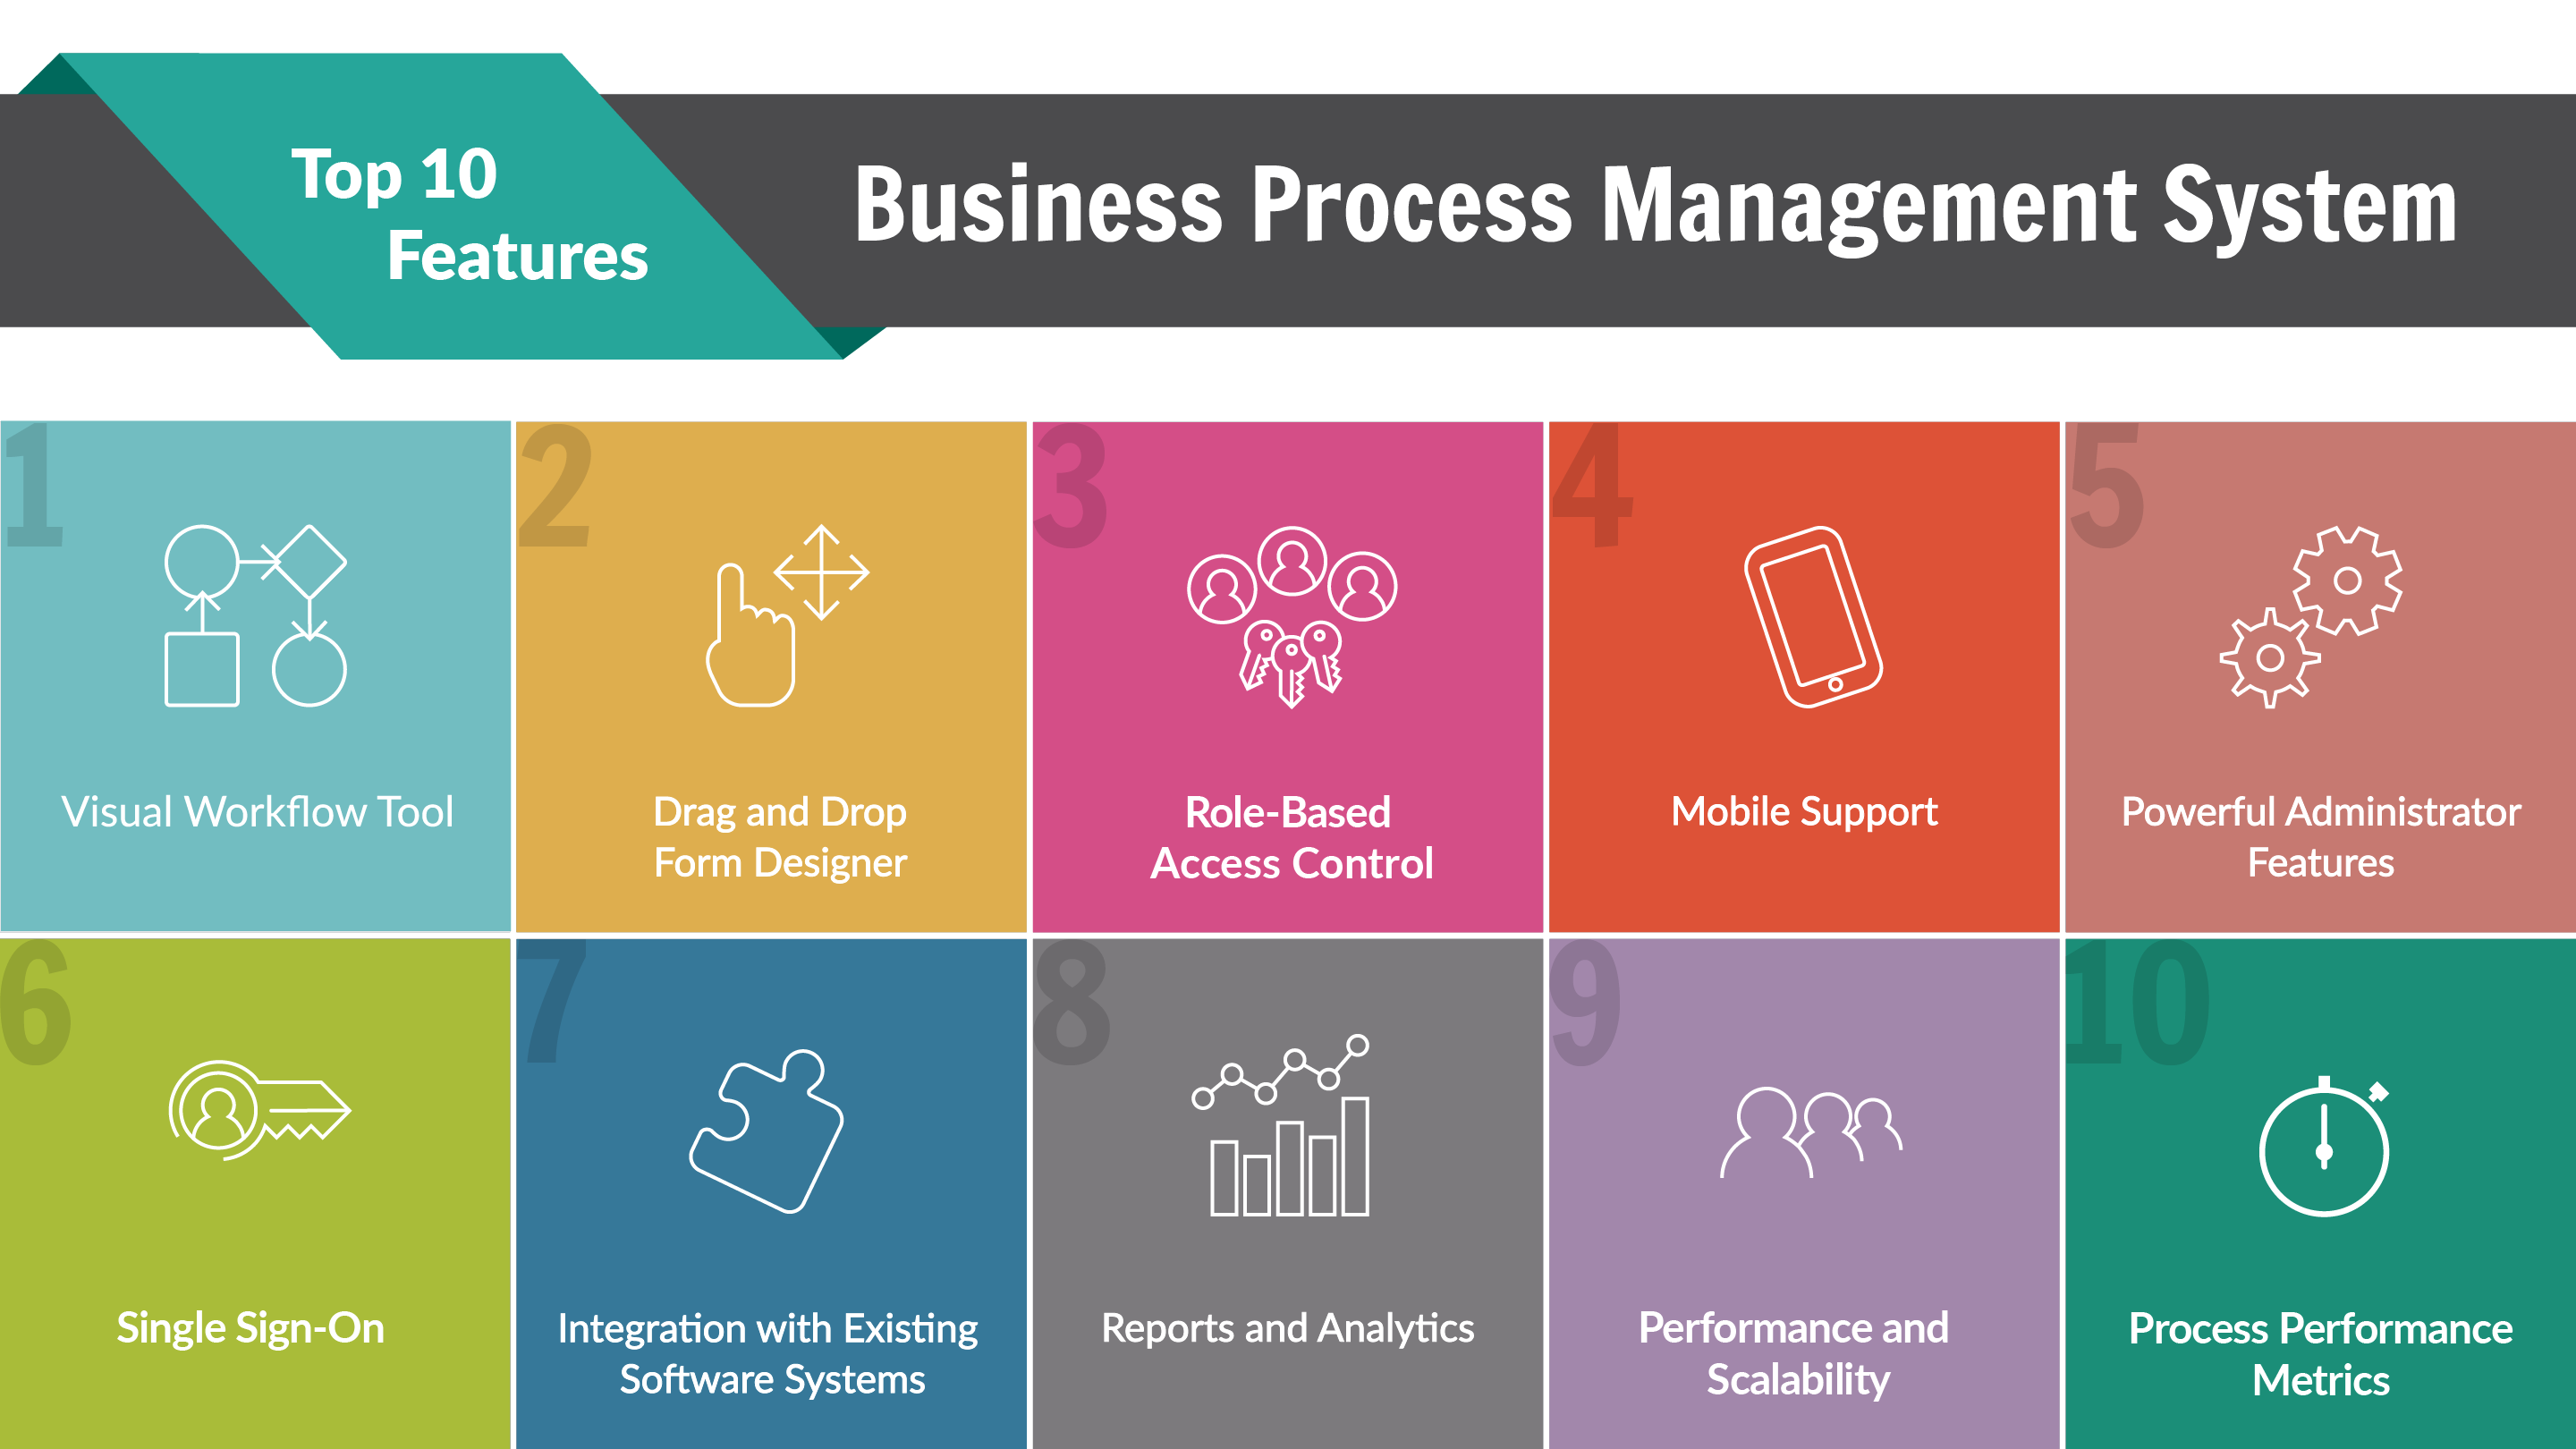 Top 10
Features
Business Process Management System
1
Visual Workflow Tool
2
Drag and Drop
Form Designer
3
Role-Based
Access Control
4
Mobile Support
5
Powerful Administrator
Features
6
Single Sign-On
7
Integration with Existing
Software Systems
8
Reports and Analytics
9
Performance and
Scalability
10
Process Performance
Metrics